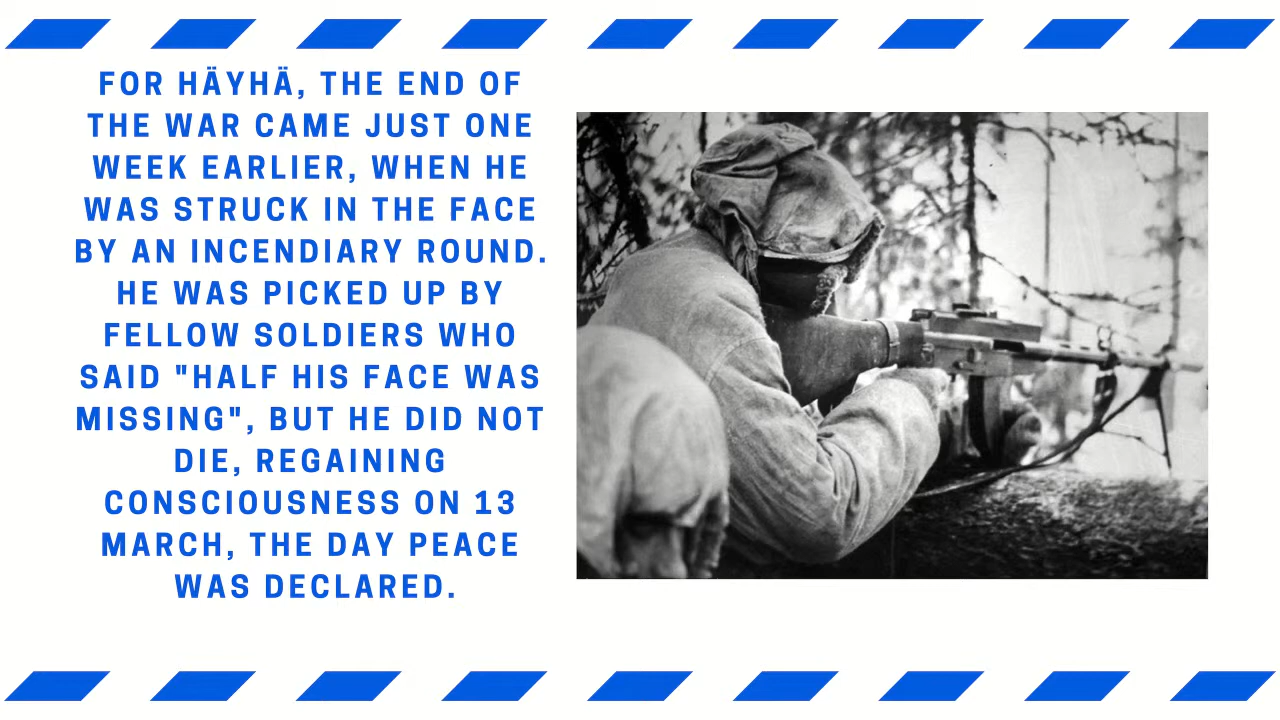 FOR HÄYHÄ, THE END OF
THE WAR CAME JUST ONE
WEEK EARLIER, WHEN HE
WAS STRUCK IN THE FACE
BY AN INCENDIARY ROUND.
HE WAS PICKED UP BY
FELLOW SOLDIERS WHO
SAID "HALF HIS FACE WAS
MISSING", BUT HE DID NOT
DIE, REGAINING
CONSCIOUSNESS ON 13
MARCH, THE DAY PEACE
WAS DECLARED.